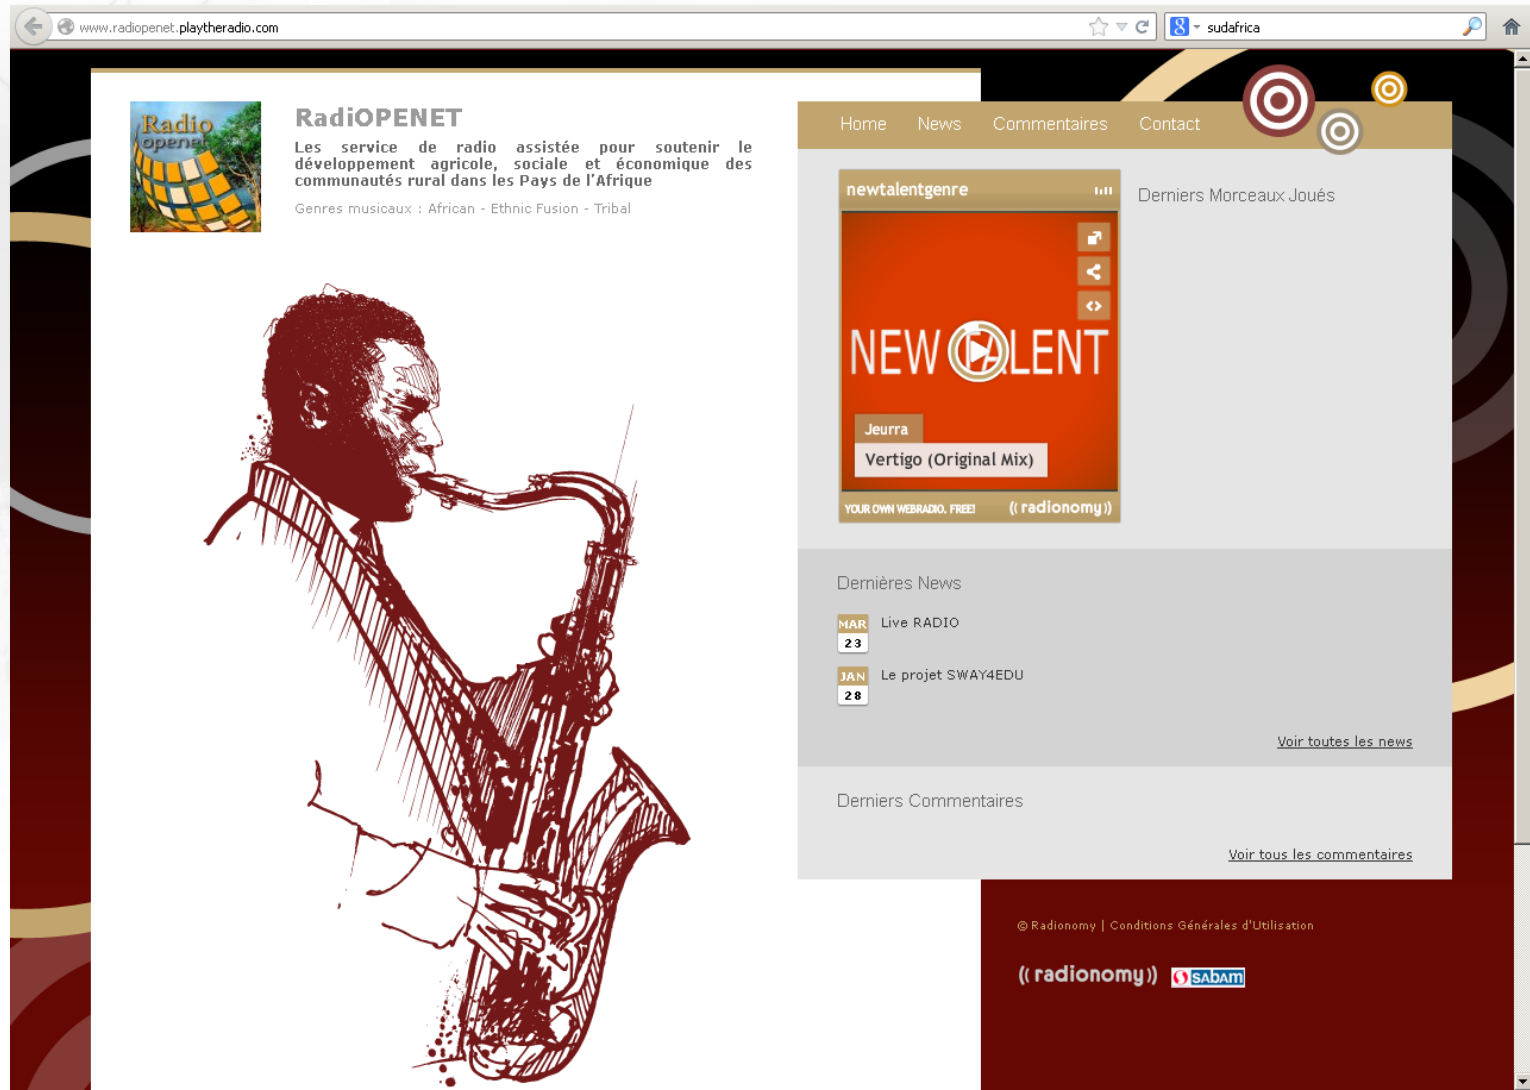 www.radiopenet.playtheradio.com
sudafrica
Radio
openet
RadiOPENET
Les service de radio assistée pour soutenir le
développement agricole, sociale et économique des
communautés rural dans les Pays de l'Afrique
Genres musicaux : African - Ethnic Fusion - Tribal
Home News Commentaires Contact
newtalentgenre
NEW TALENT
Jeurra
Vertigo (Original Mix)
YOUR OWN WEBRADIO. FREE! ((radionomy))
Derniers Morceaux Joués
Dernières News
MAR
23
Live RADIO
JAN
28
Le projet SWAY4EDU
Voir toutes les news
Derniers Commentaires
Voir tous les commentaires
© Radionomy | Conditions Générales d'Utilisation
((radionomy)) SABAM